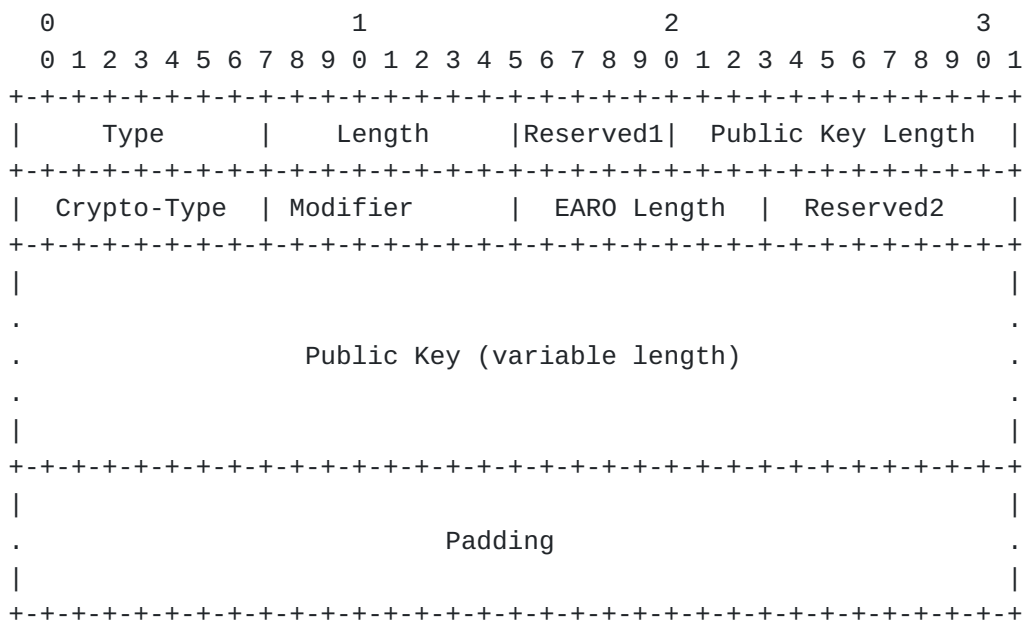 0                   1                   2                   3
0 1 2 3 4 5 6 7 8 9 0 1 2 3 4 5 6 7 8 9 0 1 2 3 4 5 6 7 8 9 0 1
+-+-+-+-+-+-+-+-+-+-+-+-+-+-+-+-+-+-+-+-+-+-+-+-+-+-+-+-+-+-+-+-+
|     Type      |    Length     |Reserved1|  Public Key Length  |
+-+-+-+-+-+-+-+-+-+-+-+-+-+-+-+-+-+-+-+-+-+-+-+-+-+-+-+-+-+-+-+-+
|  Crypto-Type  | Modifier      |  EARO Length  |  Reserved2    |
+-+-+-+-+-+-+-+-+-+-+-+-+-+-+-+-+-+-+-+-+-+-+-+-+-+-+-+-+-+-+-+-+
|                                                               |
.                                                               .
.                  Public Key (variable length)                 .
.                                                               .
|                                                               |
+-+-+-+-+-+-+-+-+-+-+-+-+-+-+-+-+-+-+-+-+-+-+-+-+-+-+-+-+-+-+-+-+
|                                                               |
.                           Padding                             .
|                                                               |
+-+-+-+-+-+-+-+-+-+-+-+-+-+-+-+-+-+-+-+-+-+-+-+-+-+-+-+-+-+-+-+-+